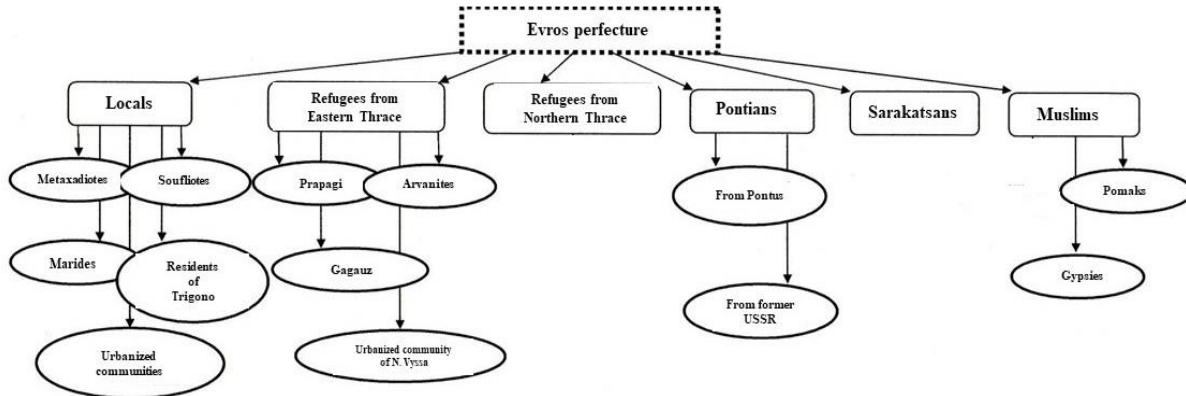 Evros perfecture
Locals
Refugees from
Eastern Thrace
Refugees from
Northern Thrace
Pontians
Sarakatsans
Muslims
Metaxadiotes
Soufliotes
Prapagi
Arvanites
From Pontus
Pomaks
Marides
Residents
of
Trigono
Gagauz
Gypsies
From former
USSR
Urbanized
communities
Urbanized community
of N. Vyssa